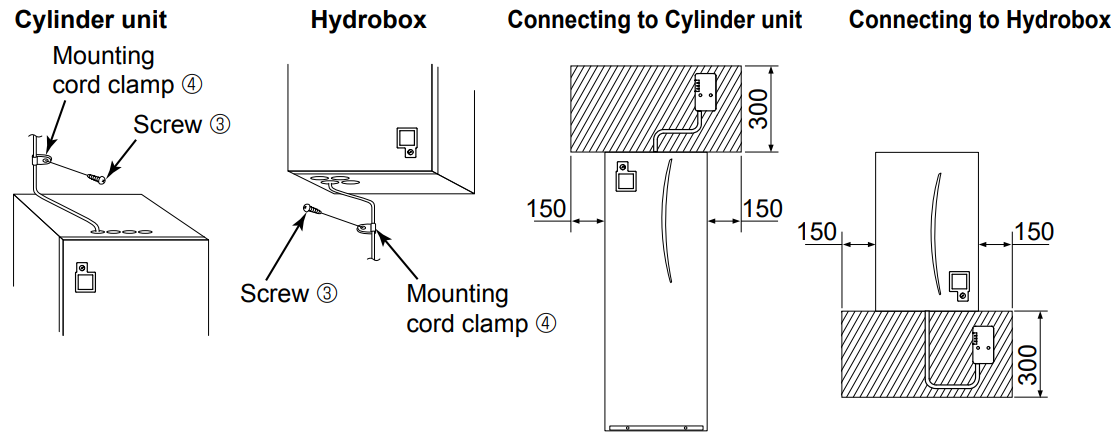 Cylinder unit
Mounting
cord clamp ④
Screw ③
Hydrobox
Screw ③
Mounting
cord clamp ④
Connecting to Cylinder unit
300
150
150
Connecting to Hydrobox
150
150
300